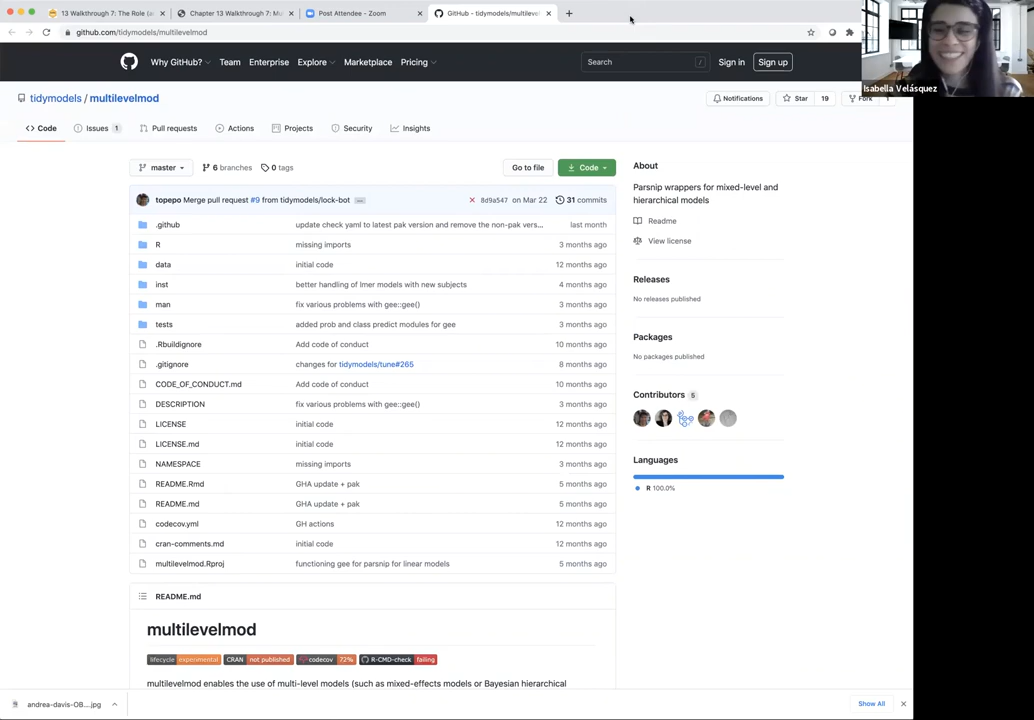 13 Walkthrough 7: The Role (a
Chapter 13 Walkthrough 7: Mu
Post Attendee - Zoom
GitHub - tidymodels/multilevel
github.com/tidymodels/multilevelmod
Isabella Velásquez
Why GitHub?
Team
Enterprise
Explore
Marketplace
Pricing
Search
/
Sign in
Sign up
tidymodels / multilevelmod
Notifications
Star
19
Fork
1
Code
Issues 1
Pull requests
Actions
Projects
Security
Insights
master
6 branches
0 tags
Go to file
Code
topepo Merge pull request #9 from tidymodels/lock-bot ...
8d9a547 on Mar 22
31 commits
.github update check yaml to latest pak version and remove the non-pak vers... last month
R missing imports 3 months ago
data initial code 12 months ago
inst better handling of lmer models with new subjects 4 months ago
man fix various problems with gee::gee() 3 months ago
tests added prob and class predict modules for gee 3 months ago
.Rbuildignore Add code of conduct 10 months ago
.gitignore changes for tidymodels/tune#265 8 months ago
CODE_OF_CONDUCT.md Add code of conduct 10 months ago
DESCRIPTION fix various problems with gee::gee() 3 months ago
LICENSE initial code 12 months ago
LICENSE.md initial code 12 months ago
NAMESPACE missing imports 3 months ago
README.Rmd GHA update + pak 5 months ago
README.md GHA update + pak 5 months ago
codecov.yml GH actions 12 months ago
cran-comments.md initial code 12 months ago
multilevelmod.Rproj functioning gee for parsnip for linear models 5 months ago
README.md
multilevelmod
lifecycle experimental CRAN not published codecov 72% R-CMD-check failing
multilevelmod enables the use of multi-level models (such as mixed-effects models or Bayesian hierarchical
About
Parsnip wrappers for mixed-level and
hierarchical models
Readme
View license
Releases
No releases published
Packages
No packages published
Contributors 5
Languages
R 100.0%
andrea-davis-OB....jpg
Show All